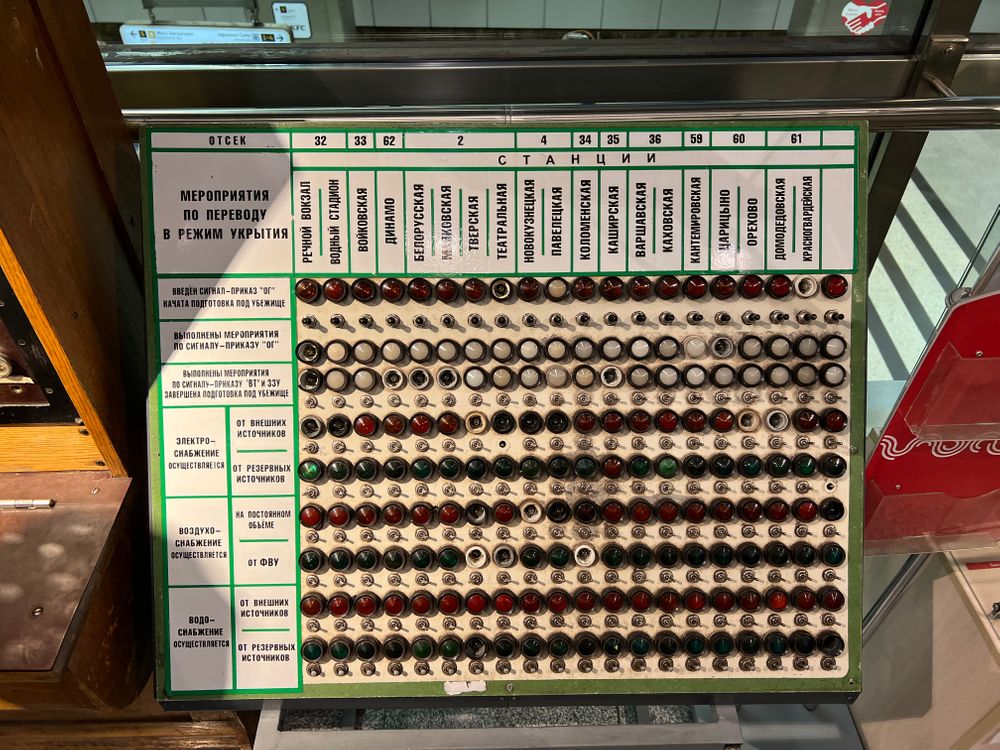 KFC
ОТСЕК 32 33 62 2 4 34 35 36 59 60 61
СТАНЦИИ
МЕРОПРИЯТИЯ
ПО ПЕРЕВОДУ
В РЕЖИМ УКРЫТИЯ
РЕЧНОЙ ВОКЗАЛ
ВОДНЫЙ СТАДИОН
ВОЙКОВСКАЯ
ДИНАМО
БЕЛОРУССКАЯ
МАЯКОВСКАЯ
ТВЕРСКАЯ
ТЕАТРАЛЬНАЯ
НОВОКУЗНЕЦКАЯ
ПАВЕЛЕЦКАЯ
КОЛОМЕНСКАЯ
КАШИРСКАЯ
ВАРШАВСКАЯ
КАХОВСКАЯ
КАНТЕМИРОВСКАЯ
ЦАРИЦЫНО
ОРЕХОВО
ДОМОДЕДОВСКАЯ
КРАСНОГВАРДЕЙСКАЯ
ВВЕДЁН СИГНАЛ-ПРИКАЗ "ОГ"
НАЧАТА ПОДГОТОВКА ПОД УБЕЖИЩЕ
ВЫПОЛНЕНЫ МЕРОПРИЯТИЯ
ПО СИГНАЛУ-ПРИКАЗУ "ОГ"
ВЫПОЛНЕНЫ МЕРОПРИЯТИЯ
ПО СИГНАЛУ-ПРИКАЗУ "ВТ" И ЗЗУ
ЗАВЕРШЕНА ПОДГОТОВКА ПОД УБЕЖИЩЕ
ЭЛЕКТРО-
СНАБЖЕНИЕ
ОСУЩЕСТВЛЯЕТСЯ
ОТ ВНЕШНИХ
ИСТОЧНИКОВ
ОТ РЕЗЕРВНЫХ
ИСТОЧНИКОВ
ВОЗДУХО-
СНАБЖЕНИЕ
ОСУЩЕСТВЛЯЕТСЯ
НА ПОСТОЯННОМ
ОБЪЁМЕ
ОТ ФВУ
ВОДО-
СНАБЖЕНИЕ
ОСУЩЕСТВЛЯЕТСЯ
ОТ ВНЕШНИХ
ИСТОЧНИКОВ
ОТ РЕЗЕРВНЫХ
ИСТОЧНИКОВ